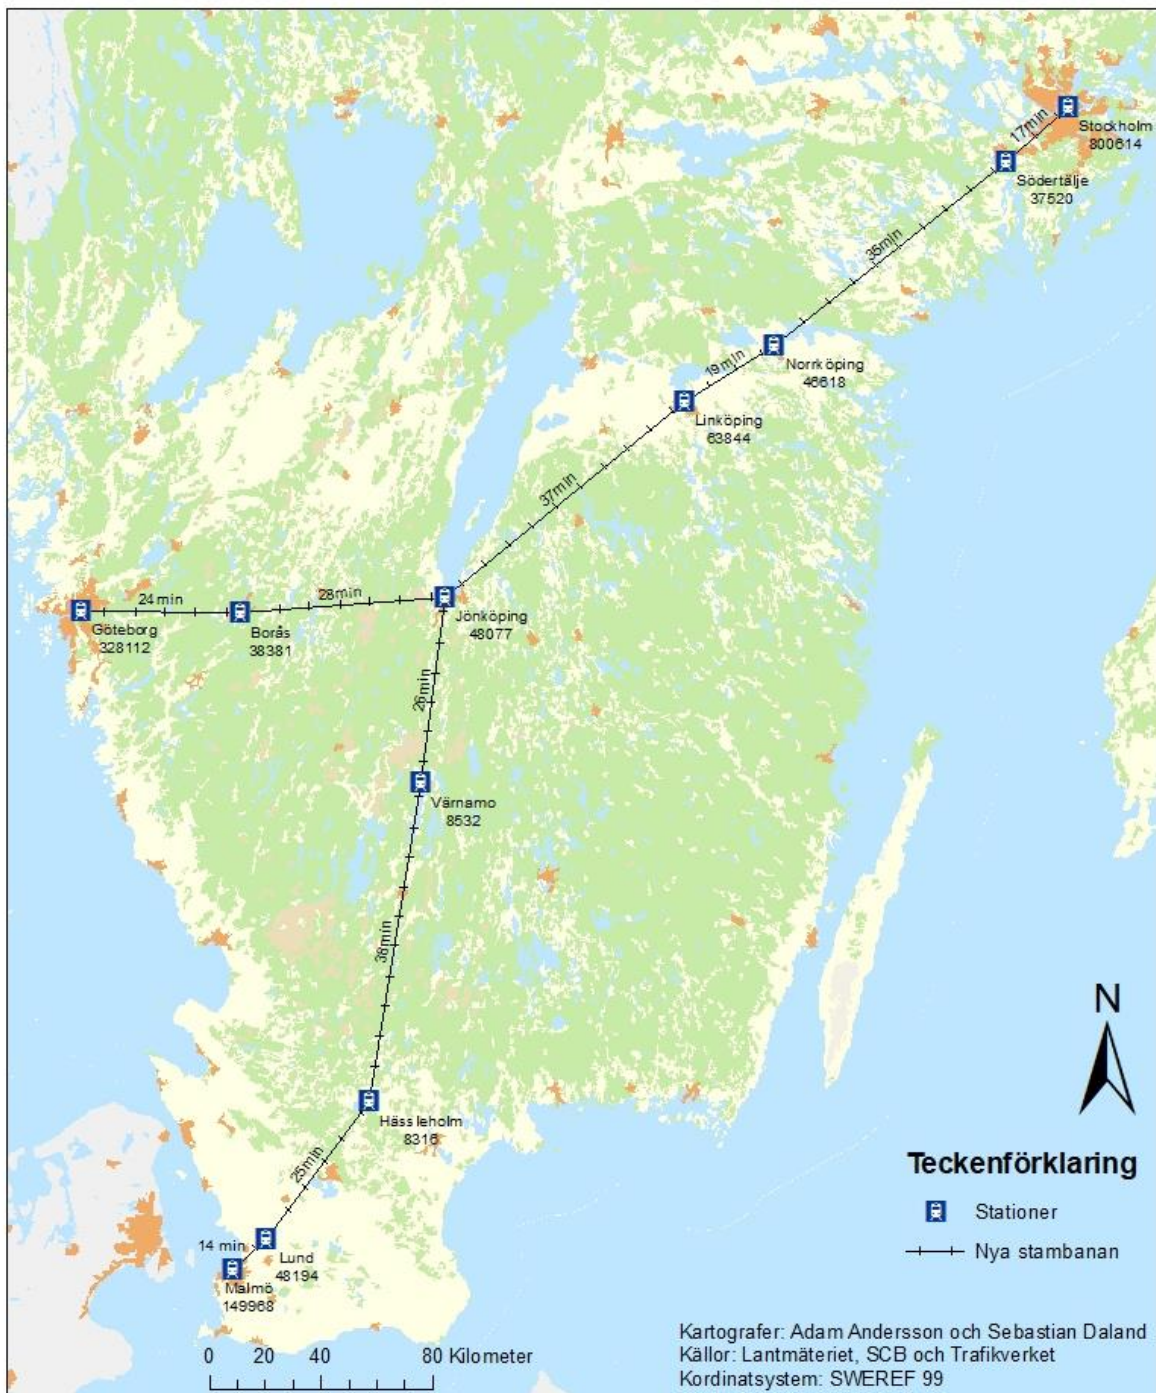 17min
Stockholm
800614
Södertälje
37520
35min
Norrköping
46618
19min
Linköping
63844
37min
24min
28min
Göteborg
328112
Borås
38381
Jönköping
48077
26min
Värnamo
8532
38min
N
Hässleholm
8316
25min
Teckenförklaring
Stationer
Nya stambanan
14 min
Lund
48194
Malmö
149968
0 20 40 80 Kilometer
Kartografer: Adam Andersson och Sebastian Daland
Källor: Lantmäteriet, SCB och Trafikverket
Kordinatsystem: SWEREF 99